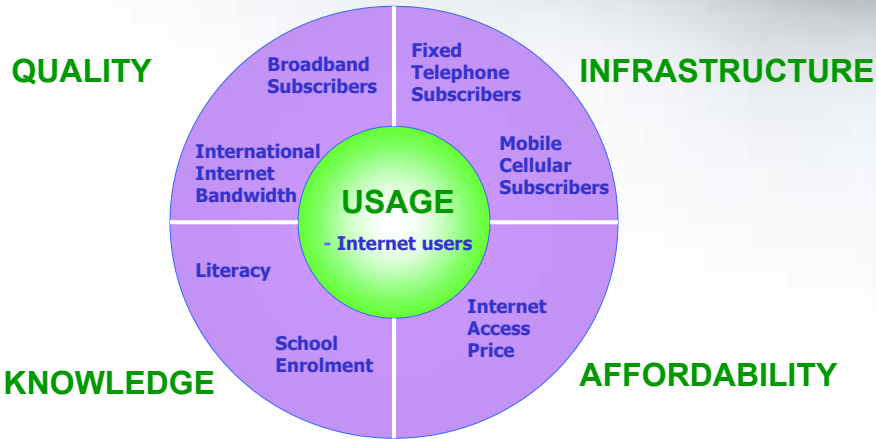 QUALITY
Broadband
Subscribers
International
Internet
Bandwidth
Fixed
Telephone
Subscribers
Mobile
Cellular
Subscribers
INFRASTRUCTURE
USAGE
- Internet users
Literacy
School
Enrolment
KNOWLEDGE
Internet
Access
Price
AFFORDABILITY